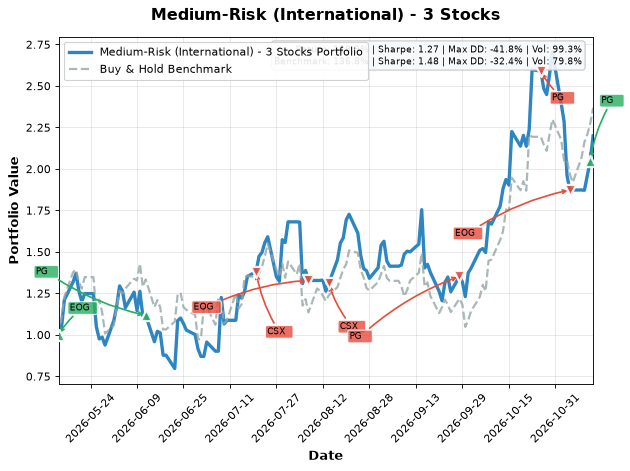 Medium-Risk (International) - 3 Stocks
Medium-Risk (International) - 3 Stocks Portfolio
Buy & Hold Benchmark
| Sharpe: 1.27 | Max DD: -41.8% | Vol: 99.3%
Benchmark: 136.8% | Sharpe: 1.48 | Max DD: -32.4% | Vol: 79.8%
PG
PG
EOG
PG
EOG
EOG
CSX
CSX
PG
Portfolio Value
2.75
2.50
2.25
2.00
1.75
1.50
1.25
1.00
0.75
2026-05-24
2026-06-09
2026-06-25
2026-07-11
2026-07-27
2026-08-12
2026-08-28
2026-09-13
2026-09-29
2026-10-15
2026-10-31
Date